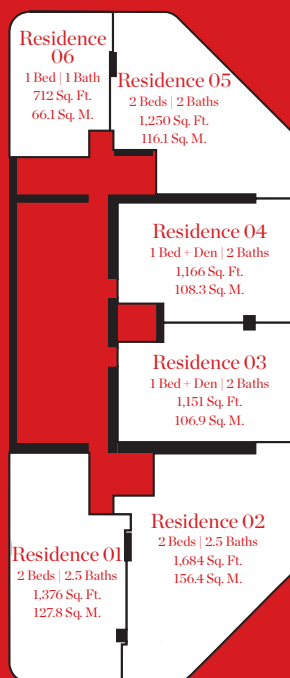 Residence
06
1 Bed | 1 Bath
712 Sq. Ft.
66.1 Sq. M.
Residence 05
2 Beds | 2 Baths
1,250 Sq. Ft.
116.1 Sq. M.
Residence 04
1 Bed + Den | 2 Baths
1,166 Sq. Ft.
108.3 Sq. M.
Residence 03
1 Bed + Den | 2 Baths
1,151 Sq. Ft.
106.9 Sq. M.
Residence 02
2 Beds | 2.5 Baths
1,684 Sq. Ft.
156.4 Sq. M.
Residence 01
2 Beds | 2.5 Baths
1,376 Sq. Ft.
127.8 Sq. M.